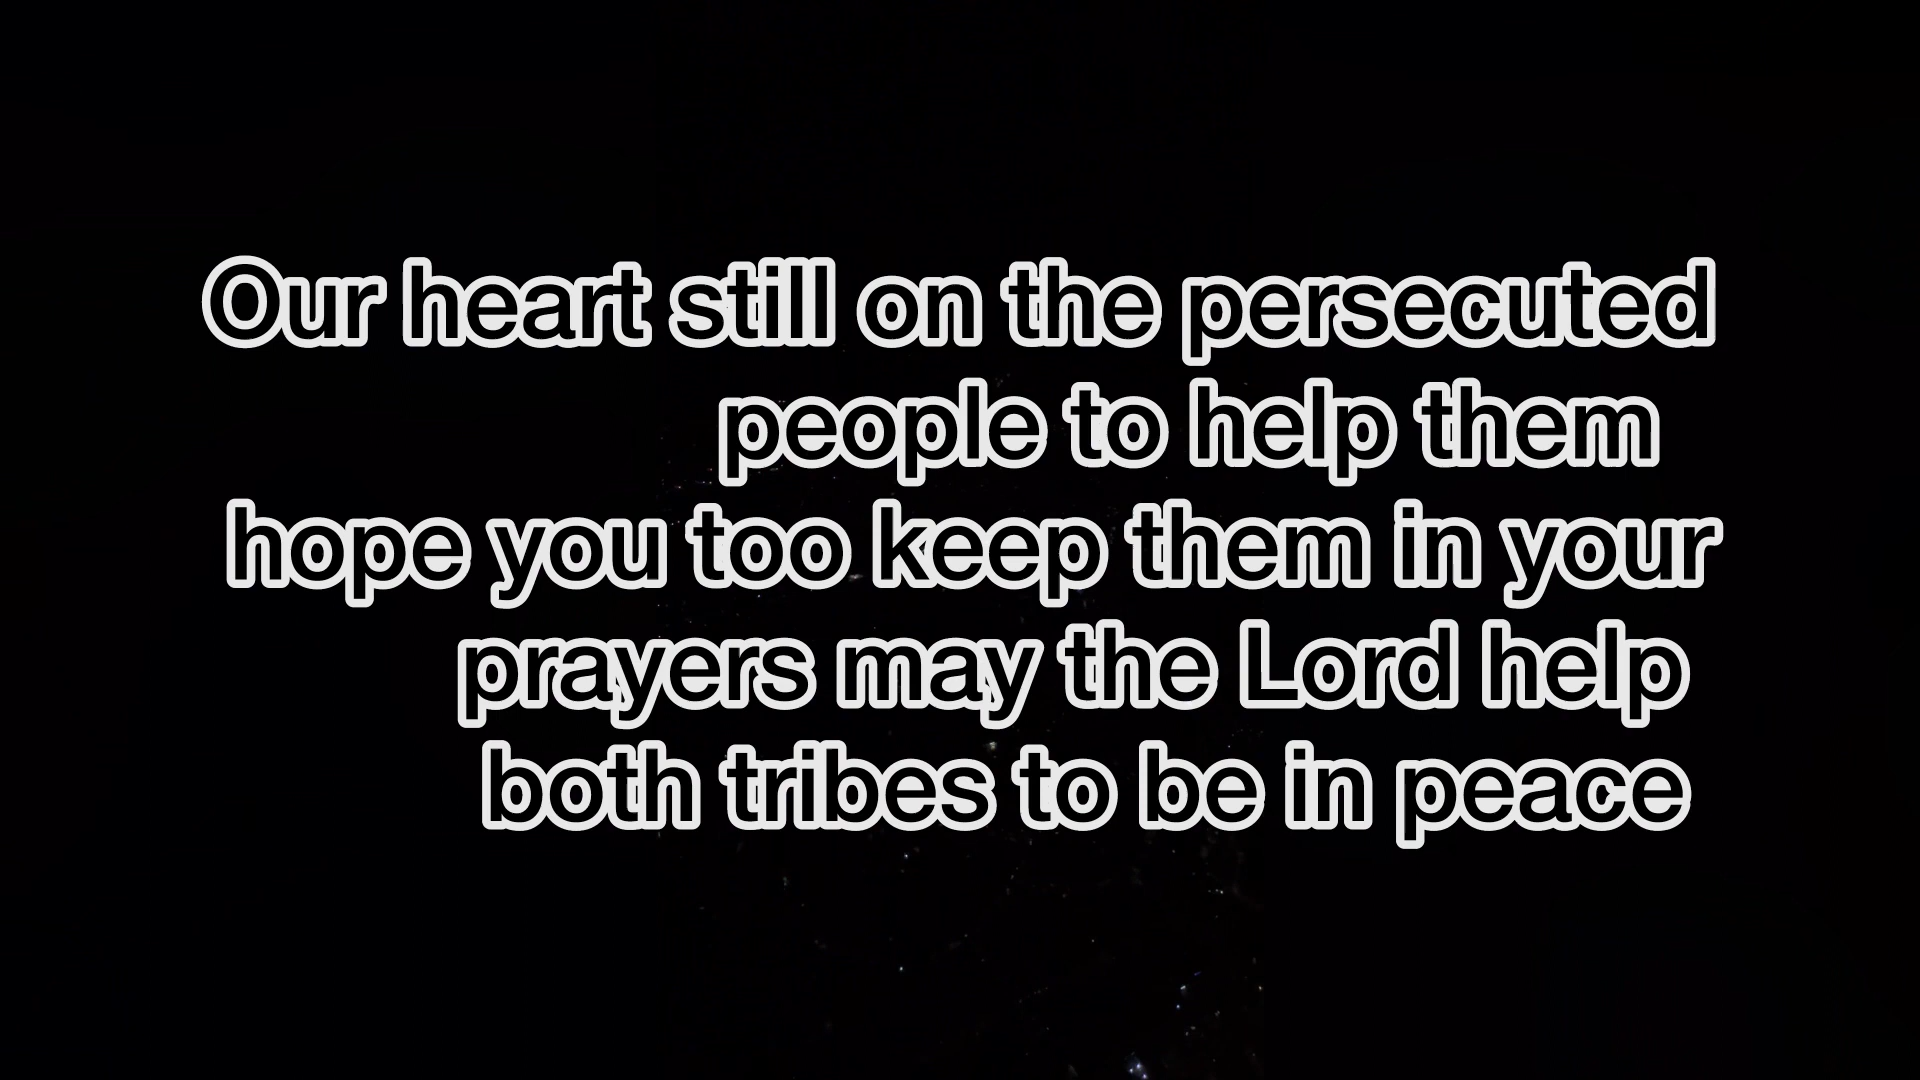 Our heart still on the persecuted
people to help them
hope you too keep them in your
prayers may the Lord help
both tribes to be in peace